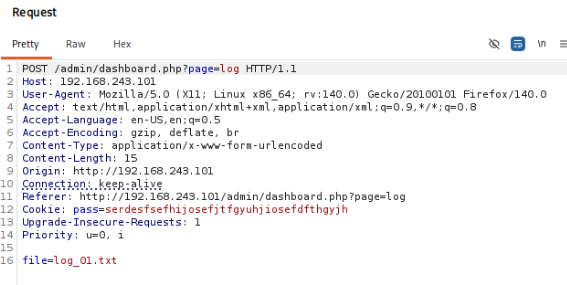 Request
Pretty Raw Hex
\n
1 POST /admin/dashboard.php?page=log HTTP/1.1
2 Host: 192.168.243.101
3 User-Agent: Mozilla/5.0 (X11; Linux x86_64; rv:140.0) Gecko/20100101 Firefox/140.0
4 Accept: text/html,application/xhtml+xml,application/xml;q=0.9,*/*;q=0.8
5 Accept-Language: en-US,en;q=0.5
6 Accept-Encoding: gzip, deflate, br
7 Content-Type: application/x-www-form-urlencoded
8 Content-Length: 15
9 Origin: http://192.168.243.101
10 Connection: keep-alive
11 Referer: http://192.168.243.101/admin/dashboard.php?page=log
12 Cookie: pass=serdesfsefhijosefjtfgyuhjiosefdfthgyjh
13 Upgrade-Insecure-Requests: 1
14 Priority: u=0, i
15
16 file=log_01.txt